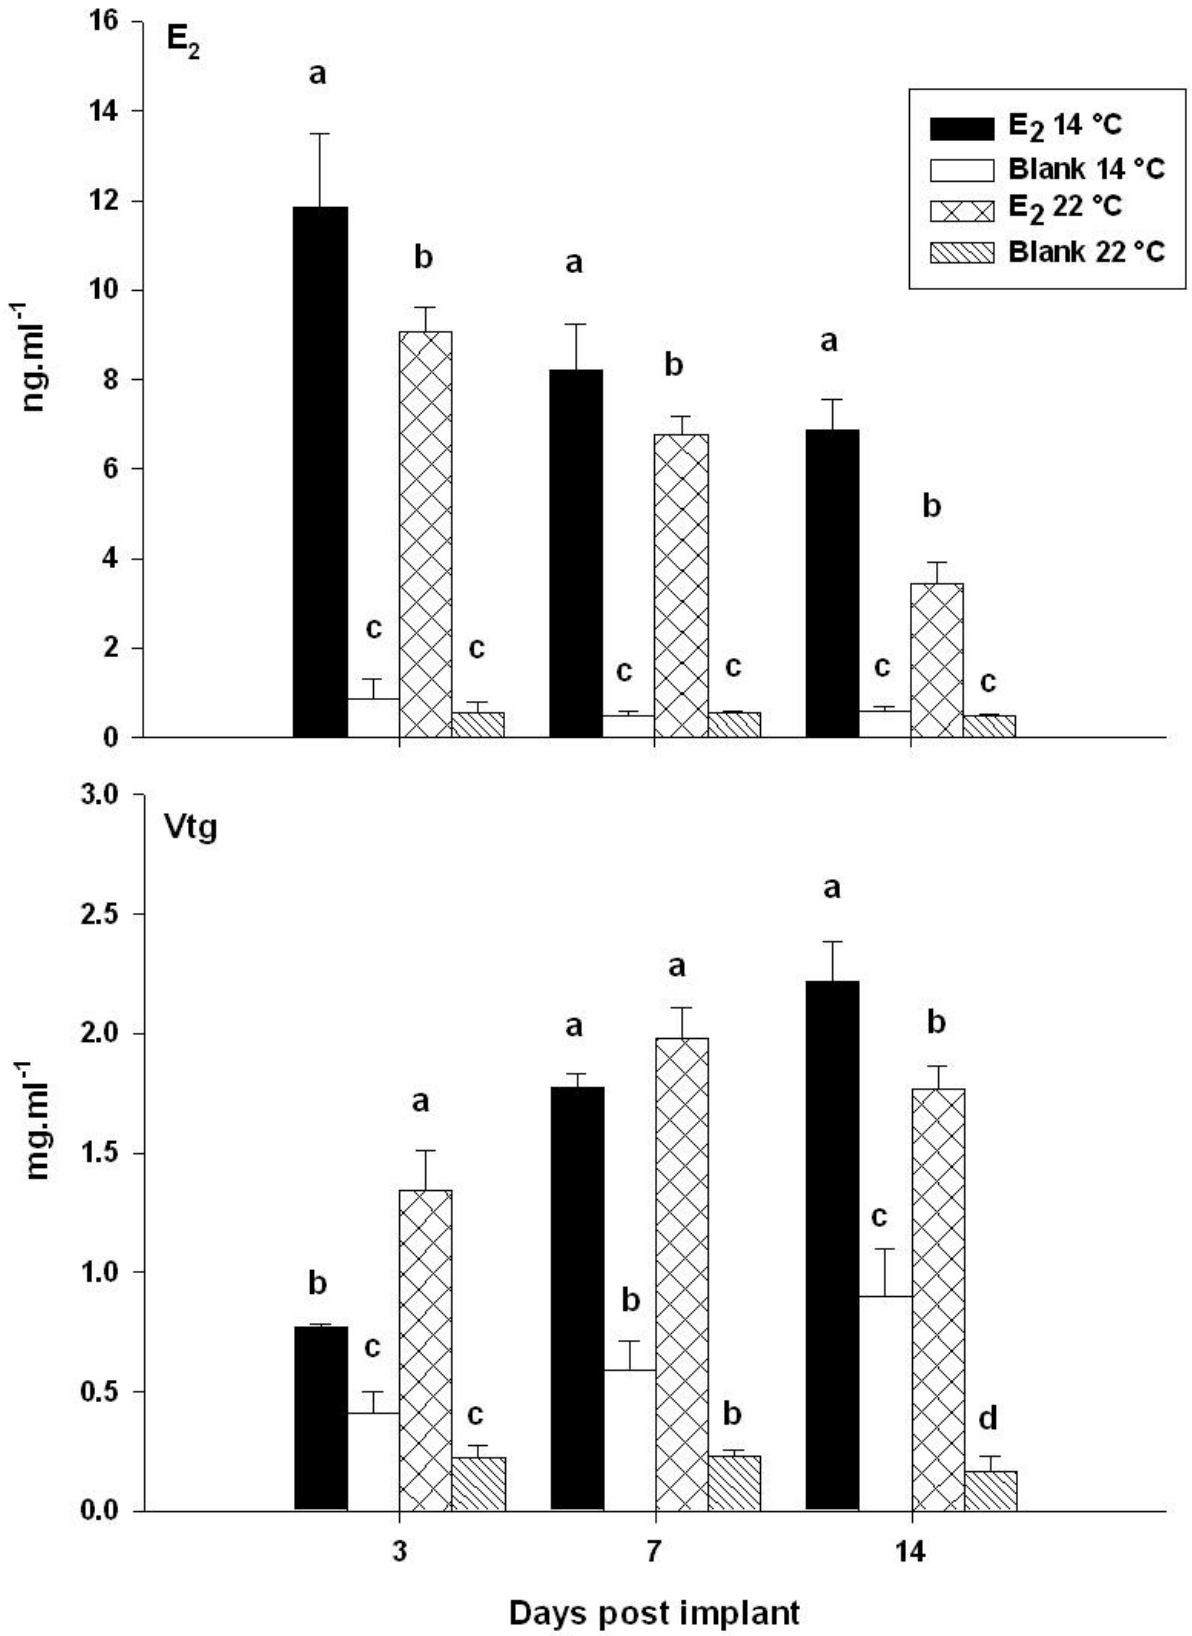 16
E2
a
14
E2 14 °C
Blank 14 °C
12
E2 22 °C
b
a
Blank 22 °C
10
ng.ml-1
a
8
b
6
b
4
c
c
2
c
c
c
c
0
3.0
Vtg
a
2.5
a
a
b
2.0
mg.ml-1
a
1.5
c
b
b
1.0
c
0.5
c
b
d
0.0
3
7
14
Days post implant